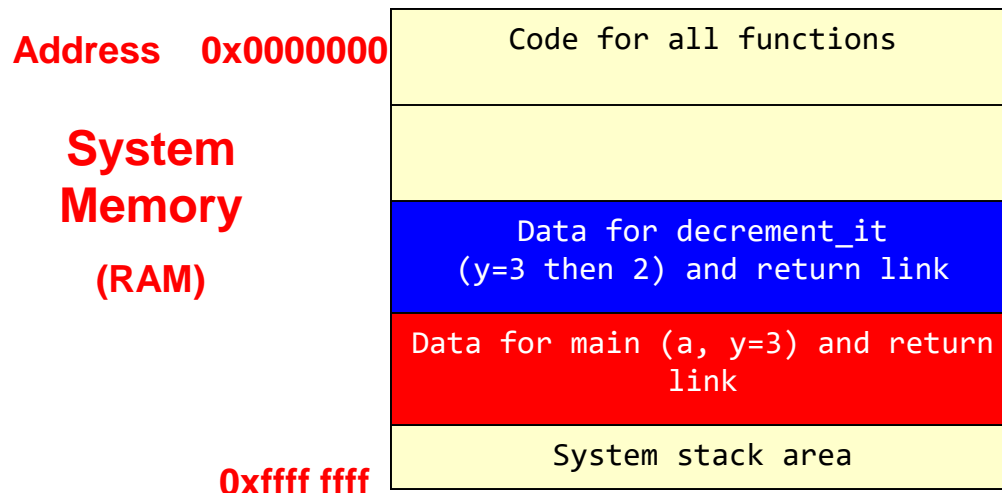 Address 0x0000000
Code for all functions
System
Memory
(RAM)
Data for decrement_it
(y=3 then 2) and return link
Data for main (a, y=3) and return
link
System stack area
0xffff ffff